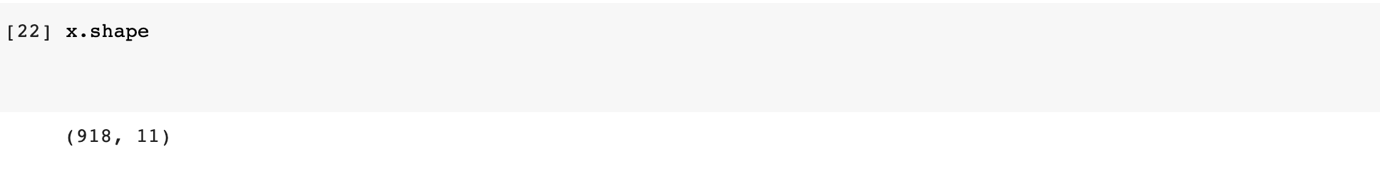 [22] x.shape
(918, 11)